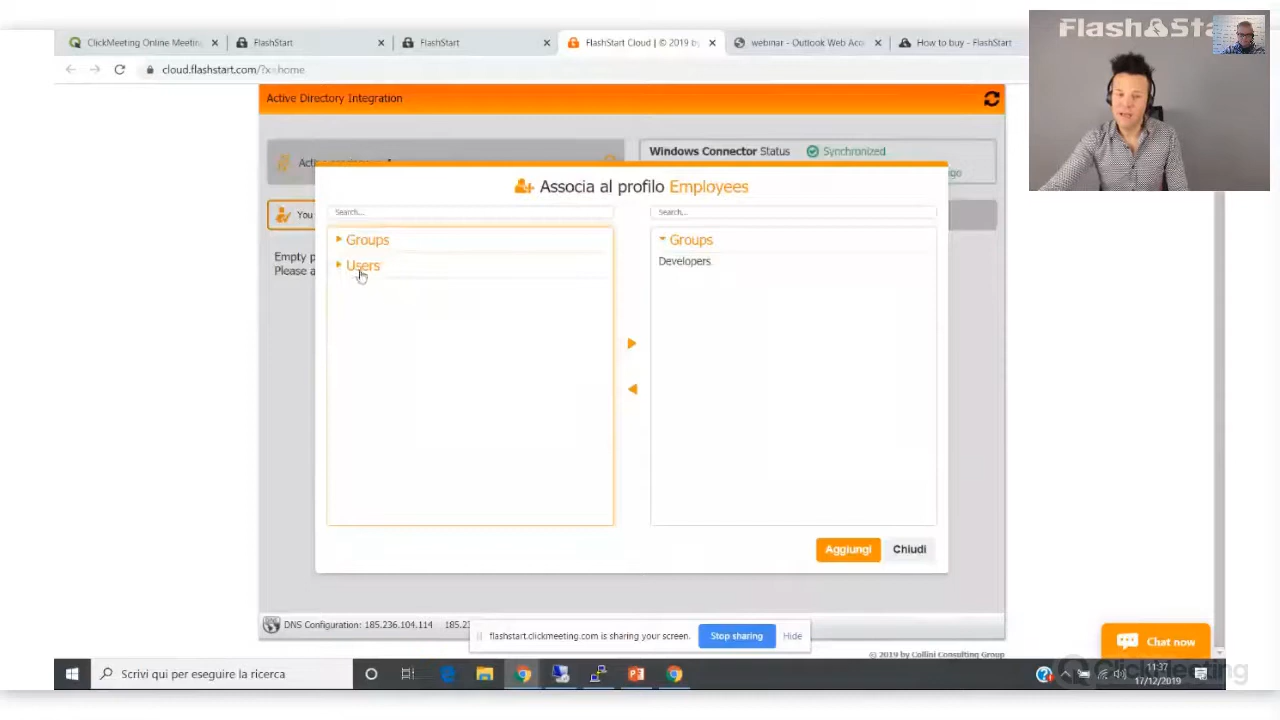 ClickMeeting Online Meetin
FlashStart
FlashStart
FlashStart Cloud | © 2019 by
webinar - Outlook Web Acc
How to buy - FlashStart
cloud.flashstart.com/?x=home
Flash&Sta
Active Directory Integration
Windows Connector Status
Synchronized
You
Empty p
Please a
Associa al profilo Employees
Search...
Search...
Groups
Users
Groups
Developers
Aggiungi
Chiudi
DNS Configuration: 185.236.104.114
flashstart.clickmeeting.com is sharing your screen.
Stop sharing
Hide
© 2019 by Collini Consulting Group
Chat now
Scrivi qui per eseguire la ricerca
11:37
17/12/2019
ClickMeeting